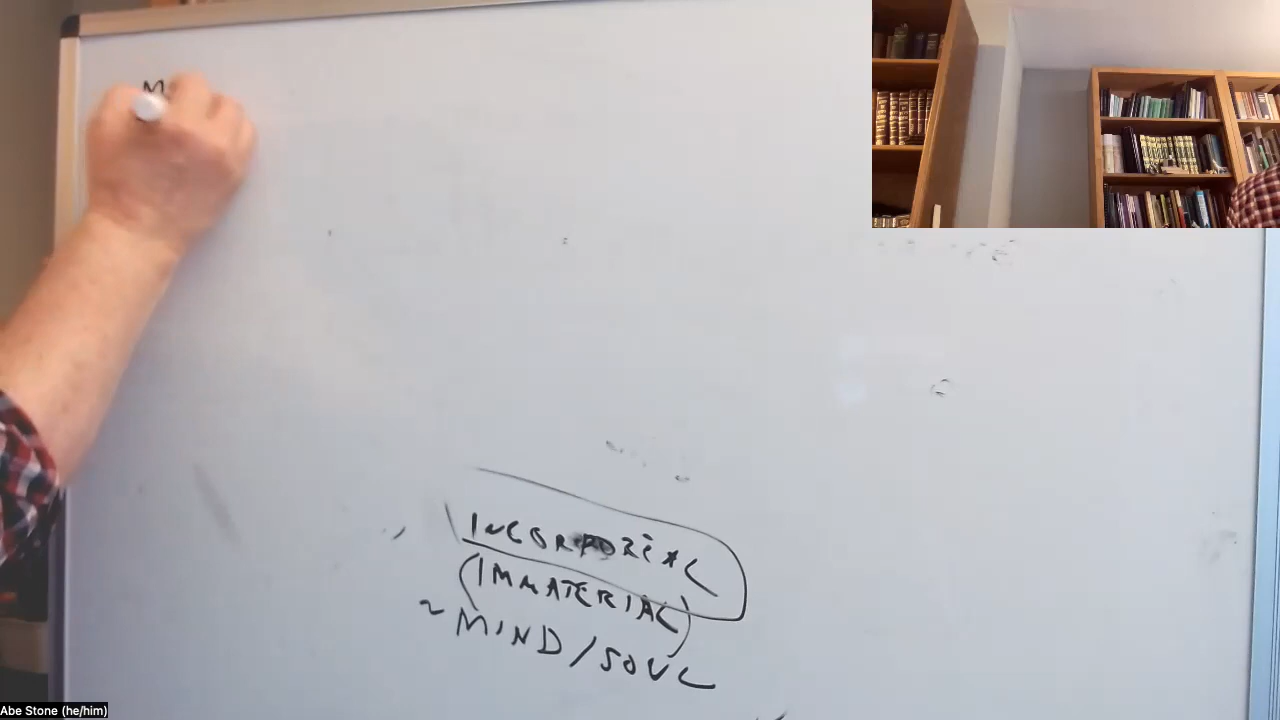 M
INCORPOREAL
(IMMATERIAL)
~ MIND/SOUL
Abe Stone (he/him)